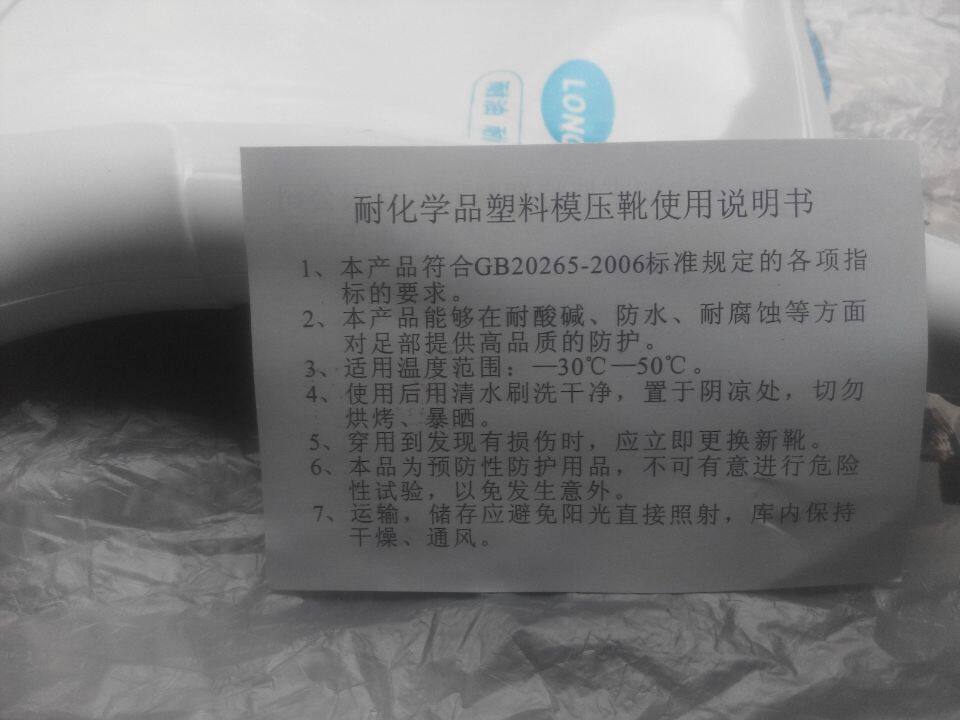 LONG
耐油 耐
耐化学品塑料模压靴使用说明书
1、本产品符合GB20265-2006标准规定的各项指
标的要求。
2、本产品能够在耐酸碱、防水、耐腐蚀等方面
对足部提供高品质的防护。
3、适用温度范围：—30℃—50℃。
4、使用后用清水刷洗干净，置于阴凉处，切勿
烘烤、暴晒。
5、穿用到发现有损伤时，应立即更换新靴。
6、本品为预防性防护用品，不可有意进行危险
性试验，以免发生意外。
7、运输，储存应避免阳光直接照射，库内保持
干燥、通风。